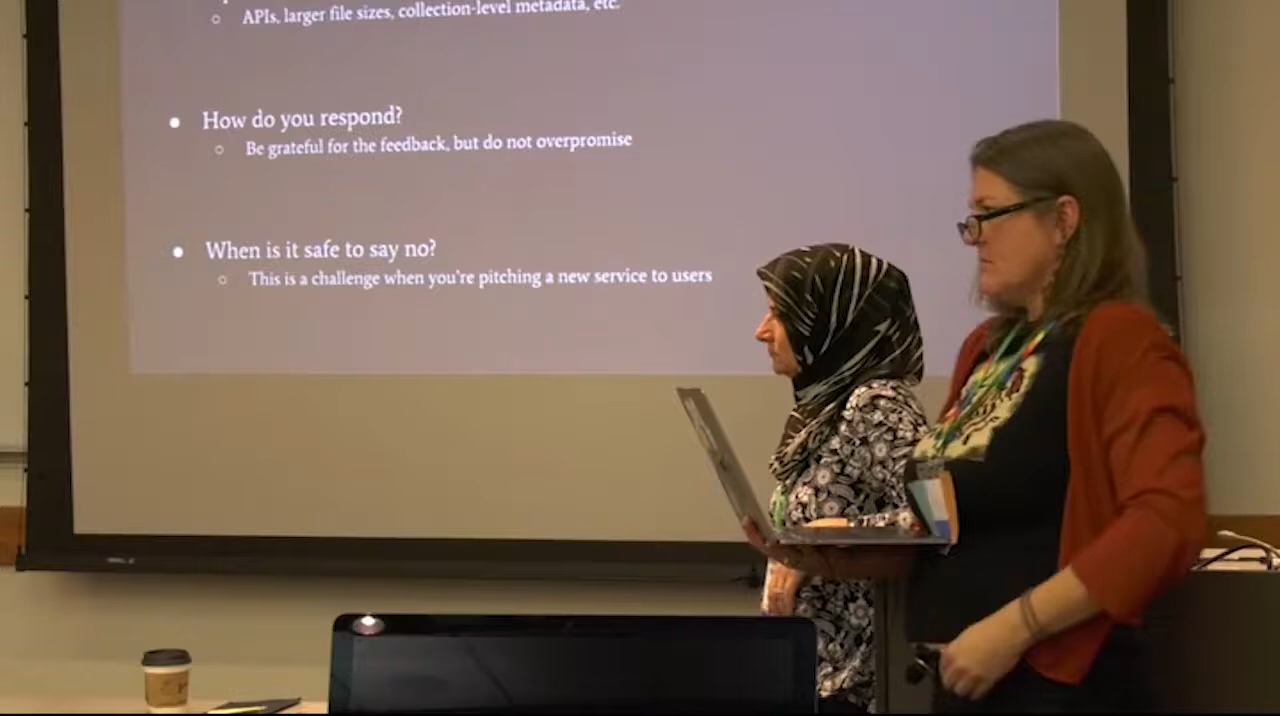 APIs, larger file sizes, collection-level metadata, etc.
How do you respond?
Be grateful for the feedback, but do not overpromise
When is it safe to say no?
This is a challenge when you're pitching a new service to users